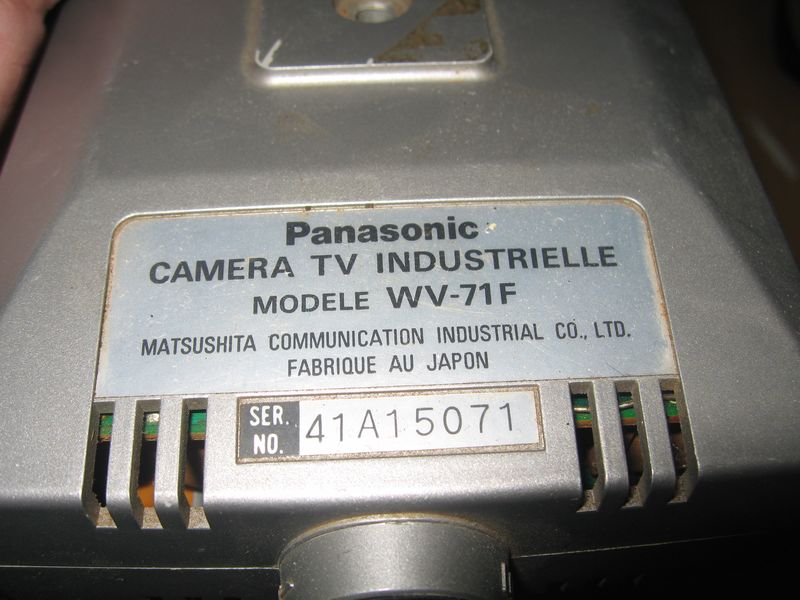 Panasonic
CAMERA TV INDUSTRIELLE
MODELE WV-71F
MATSUSHITA COMMUNICATION INDUSTRIAL CO., LTD.
FABRIQUE AU JAPON
SER. NO. 41A15071